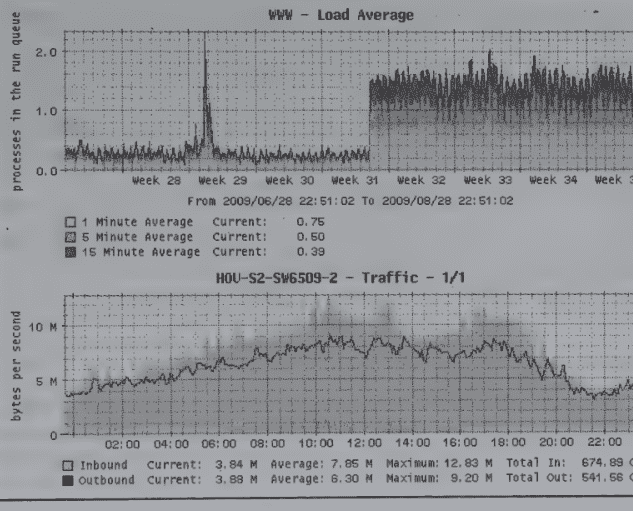 WWW - Load Average
processes in the run queue
2.0
1.0
0.0
Week 28 Week 29 Week 30 Week 31 Week 32 Week 33 Week 34 Week 3
From 2009/06/28 22:51:02 To 2009/08/28 22:51:02
1 Minute Average Current: 0.75
5 Minute Average Current: 0.50
15 Minute Average Current: 0.39
HOU-S2-SW6509-2 - Traffic - 1/1
bytes per second
10 M
5 M
0
02:00 04:00 06:00 08:00 10:00 12:00 14:00 16:00 18:00 20:00 22:00
Inbound Current: 3.84 M Average: 7.85 M Maximum: 12.83 M Total In: 674.89
Outbound Current: 3.88 M Average: 6.30 M Maximum: 9.20 M Total Out: 541.56